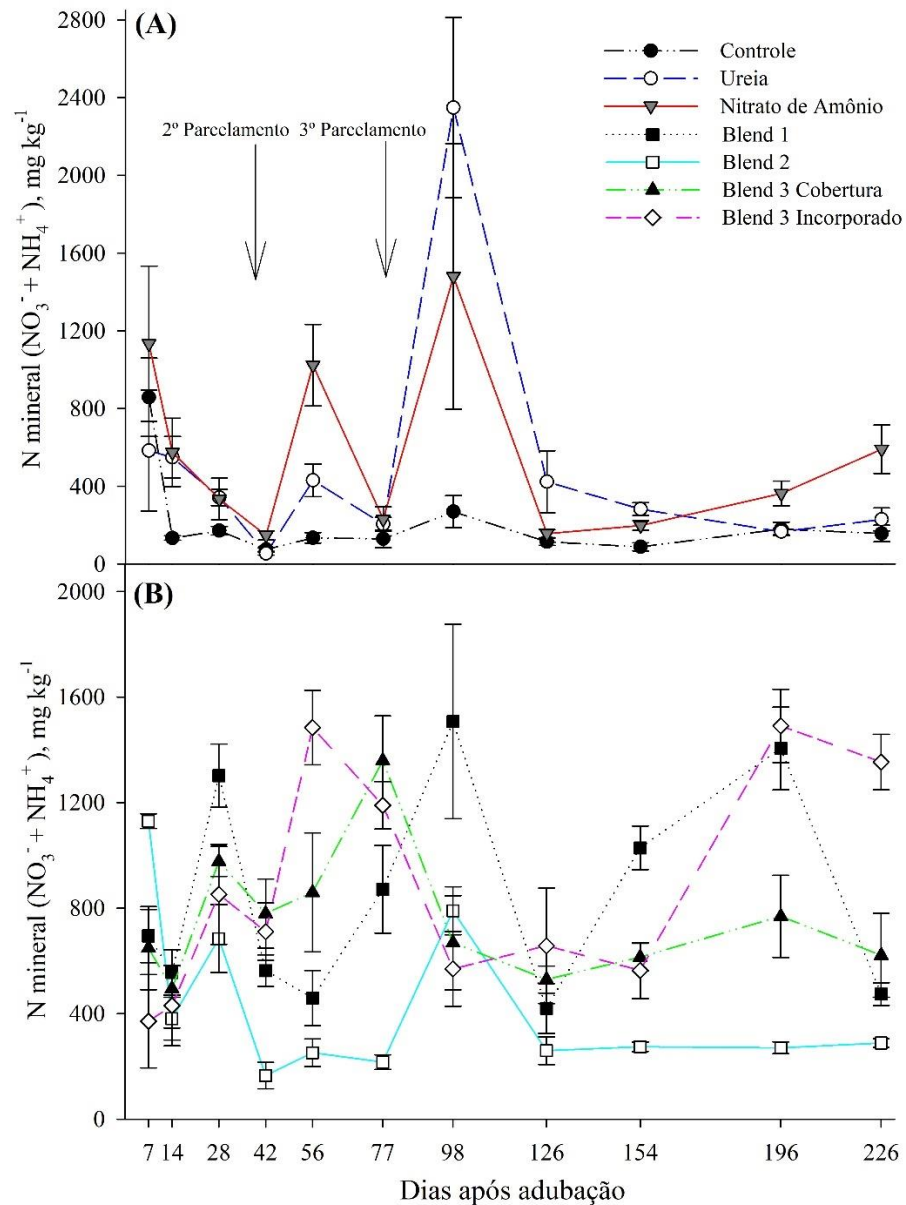 (A)
2800
2400
2000
1600
1200
800
400
0
N mineral (NO₃⁻ + NH₄⁺), mg kg⁻¹
2º Parcelamento
3º Parcelamento
Controle
Ureia
Nitrato de Amônio
Blend 1
Blend 2
Blend 3 Cobertura
Blend 3 Incorporado
(B)
2000
1600
1200
800
400
0
N mineral (NO₃⁻ + NH₄⁺), mg kg⁻¹
7 14 28 42 56 77 98 126 154 196 226
Dias após adubação